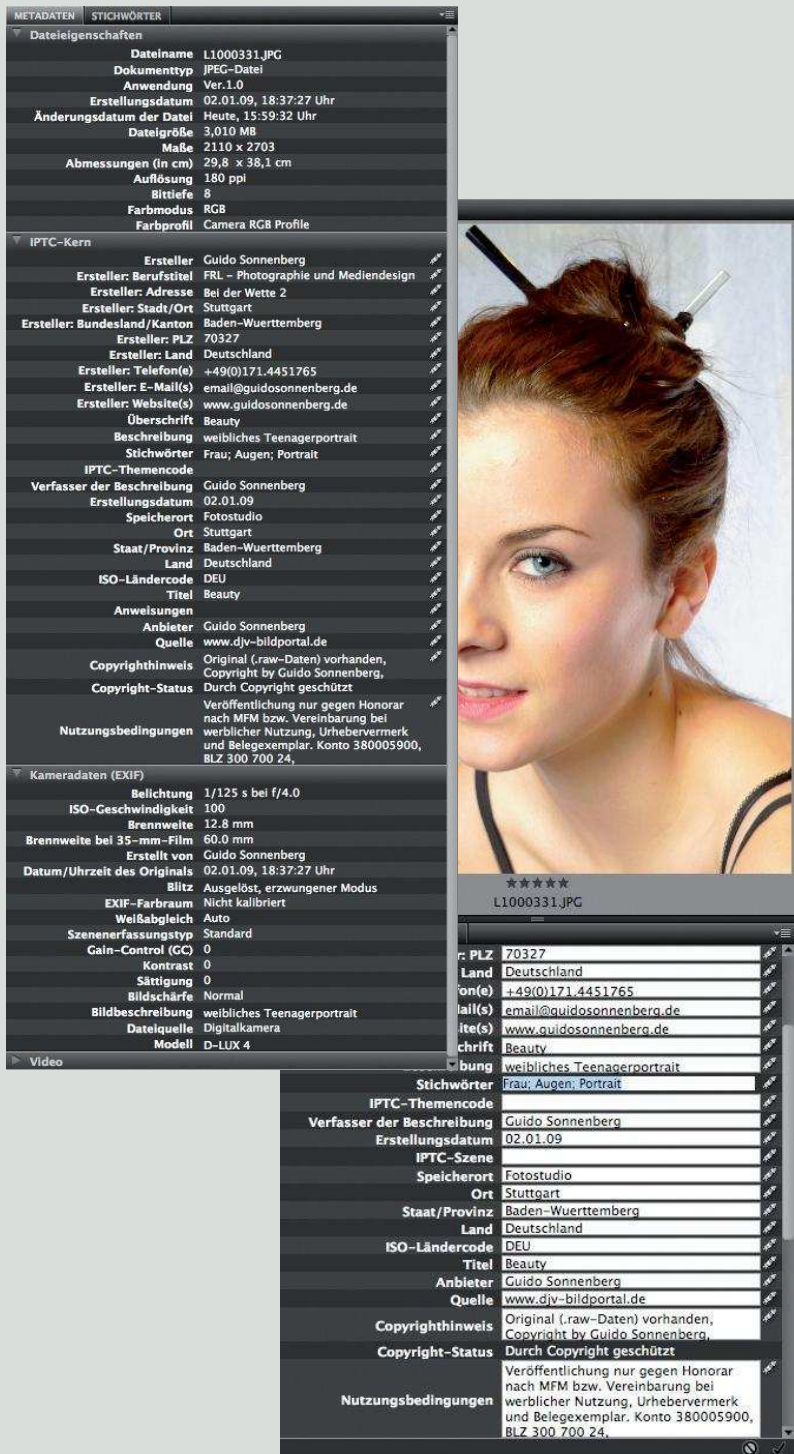 METADATEN STICHWÖRTER
Dateieigenschaften
Dateiname L1000331.JPG
Dokumenttyp JPEG-Datei
Anwendung Ver.1.0
Erstellungsdatum 02.01.09, 18:37:27 Uhr
Änderungsdatum der Datei Heute, 15:59:32 Uhr
Dateigröße 3,010 MB
Maße 2110 x 2703
Abmessungen (in cm) 29,8 x 38,1 cm
Auflösung 180 ppi
Bittiefe 8
Farbmodus RGB
Farbprofil Camera RGB Profile
IPTC-Kern
Ersteller Guido Sonnenberg
Ersteller: Berufstitel FRL - Photographie und Mediendesign
Ersteller: Adresse Bei der Wette 2
Ersteller: Stadt/Ort Stuttgart
Ersteller: Bundesland/Kanton Baden-Wuerttemberg
Ersteller: PLZ 70327
Ersteller: Land Deutschland
Ersteller: Telefon(e) +49(0)171.4451765
Ersteller: E-Mail(s) email@guidosonnenberg.de
Ersteller: Website(s) www.guidosonnenberg.de
Überschrift Beauty
Beschreibung weibliches Teenagerportrait
Stichwörter Frau; Augen; Portrait
IPTC-Themencode
Verfasser der Beschreibung Guido Sonnenberg
Erstellungsdatum 02.01.09
Speicherort Fotostudio
Ort Stuttgart
Staat/Provinz Baden-Wuerttemberg
Land Deutschland
ISO-Ländercode DEU
Titel Beauty
Anweisungen
Anbieter Guido Sonnenberg
Quelle www.djv-bildportal.de
Copyrighthinweis Original (.raw-Daten) vorhanden,
Copyright by Guido Sonnenberg,
Copyright-Status Durch Copyright geschützt
Nutzungsbedingungen Veröffentlichung nur gegen Honorar
nach MFM bzw. Vereinbarung bei
werblicher Nutzung, Urhebervermerk
und Belegexemplar. Konto 380005900,
BLZ 300 700 24,
Kameradaten (EXIF)
Belichtung 1/125 s bei f/4.0
ISO-Geschwindigkeit 100
Brennweite 12.8 mm
Brennweite bei 35-mm-Film 60.0 mm
Erstellt von Guido Sonnenberg
Datum/Uhrzeit des Originals 02.01.09, 18:37:27 Uhr
Blitz Ausgelöst, erzwungener Modus
EXIF-Farbraum Nicht kalibriert
Weißabgleich Auto
Szenenerfassungstyp Standard
Gain-Control (GC) 0
Kontrast 0
Sättigung 0
Bildschärfe Normal
Bildbeschreibung weibliches Teenagerportrait
Dateiquelle Digitalkamera
Modell D-LUX 4
Video
L1000331.JPG
r: PLZ 70327
Land Deutschland
fon(e) +49(0)171.4451765
ail(s) email@guidosonnenberg.de
ite(s) www.guidosonnenberg.de
chrift Beauty
bung weibliches Teenagerportrait
Stichwörter Frau; Augen; Portrait
IPTC-Themencode
Verfasser der Beschreibung Guido Sonnenberg
Erstellungsdatum 02.01.09
IPTC-Szene
Speicherort Fotostudio
Ort Stuttgart
Staat/Provinz Baden-Wuerttemberg
Land Deutschland
ISO-Ländercode DEU
Titel Beauty
Anbieter Guido Sonnenberg
Quelle www.djv-bildportal.de
Copyrighthinweis Original (.raw-Daten) vorhanden,
Copyright by Guido Sonnenberg,
Copyright-Status Durch Copyright geschützt
Nutzungsbedingungen Veröffentlichung nur gegen Honorar
nach MFM bzw. Vereinbarung bei
werblicher Nutzung, Urhebervermerk
und Belegexemplar. Konto 380005900,
BLZ 300 700 24,